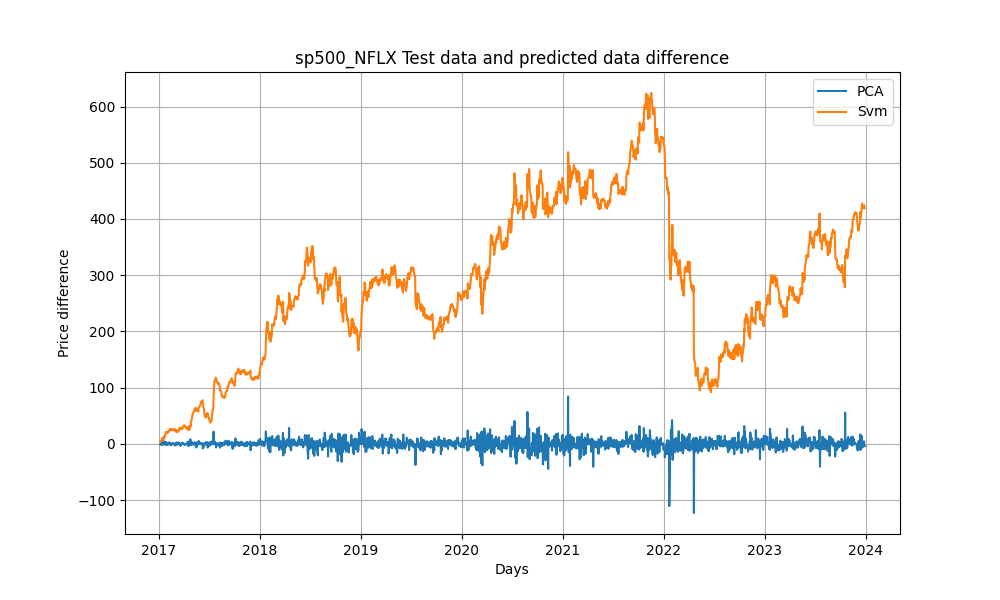 sp500_NFLX Test data and predicted data difference
PCA
Svm
600
500
400
300
200
100
0
−100
Price difference
2017 2018 2019 2020 2021 2022 2023 2024
Days